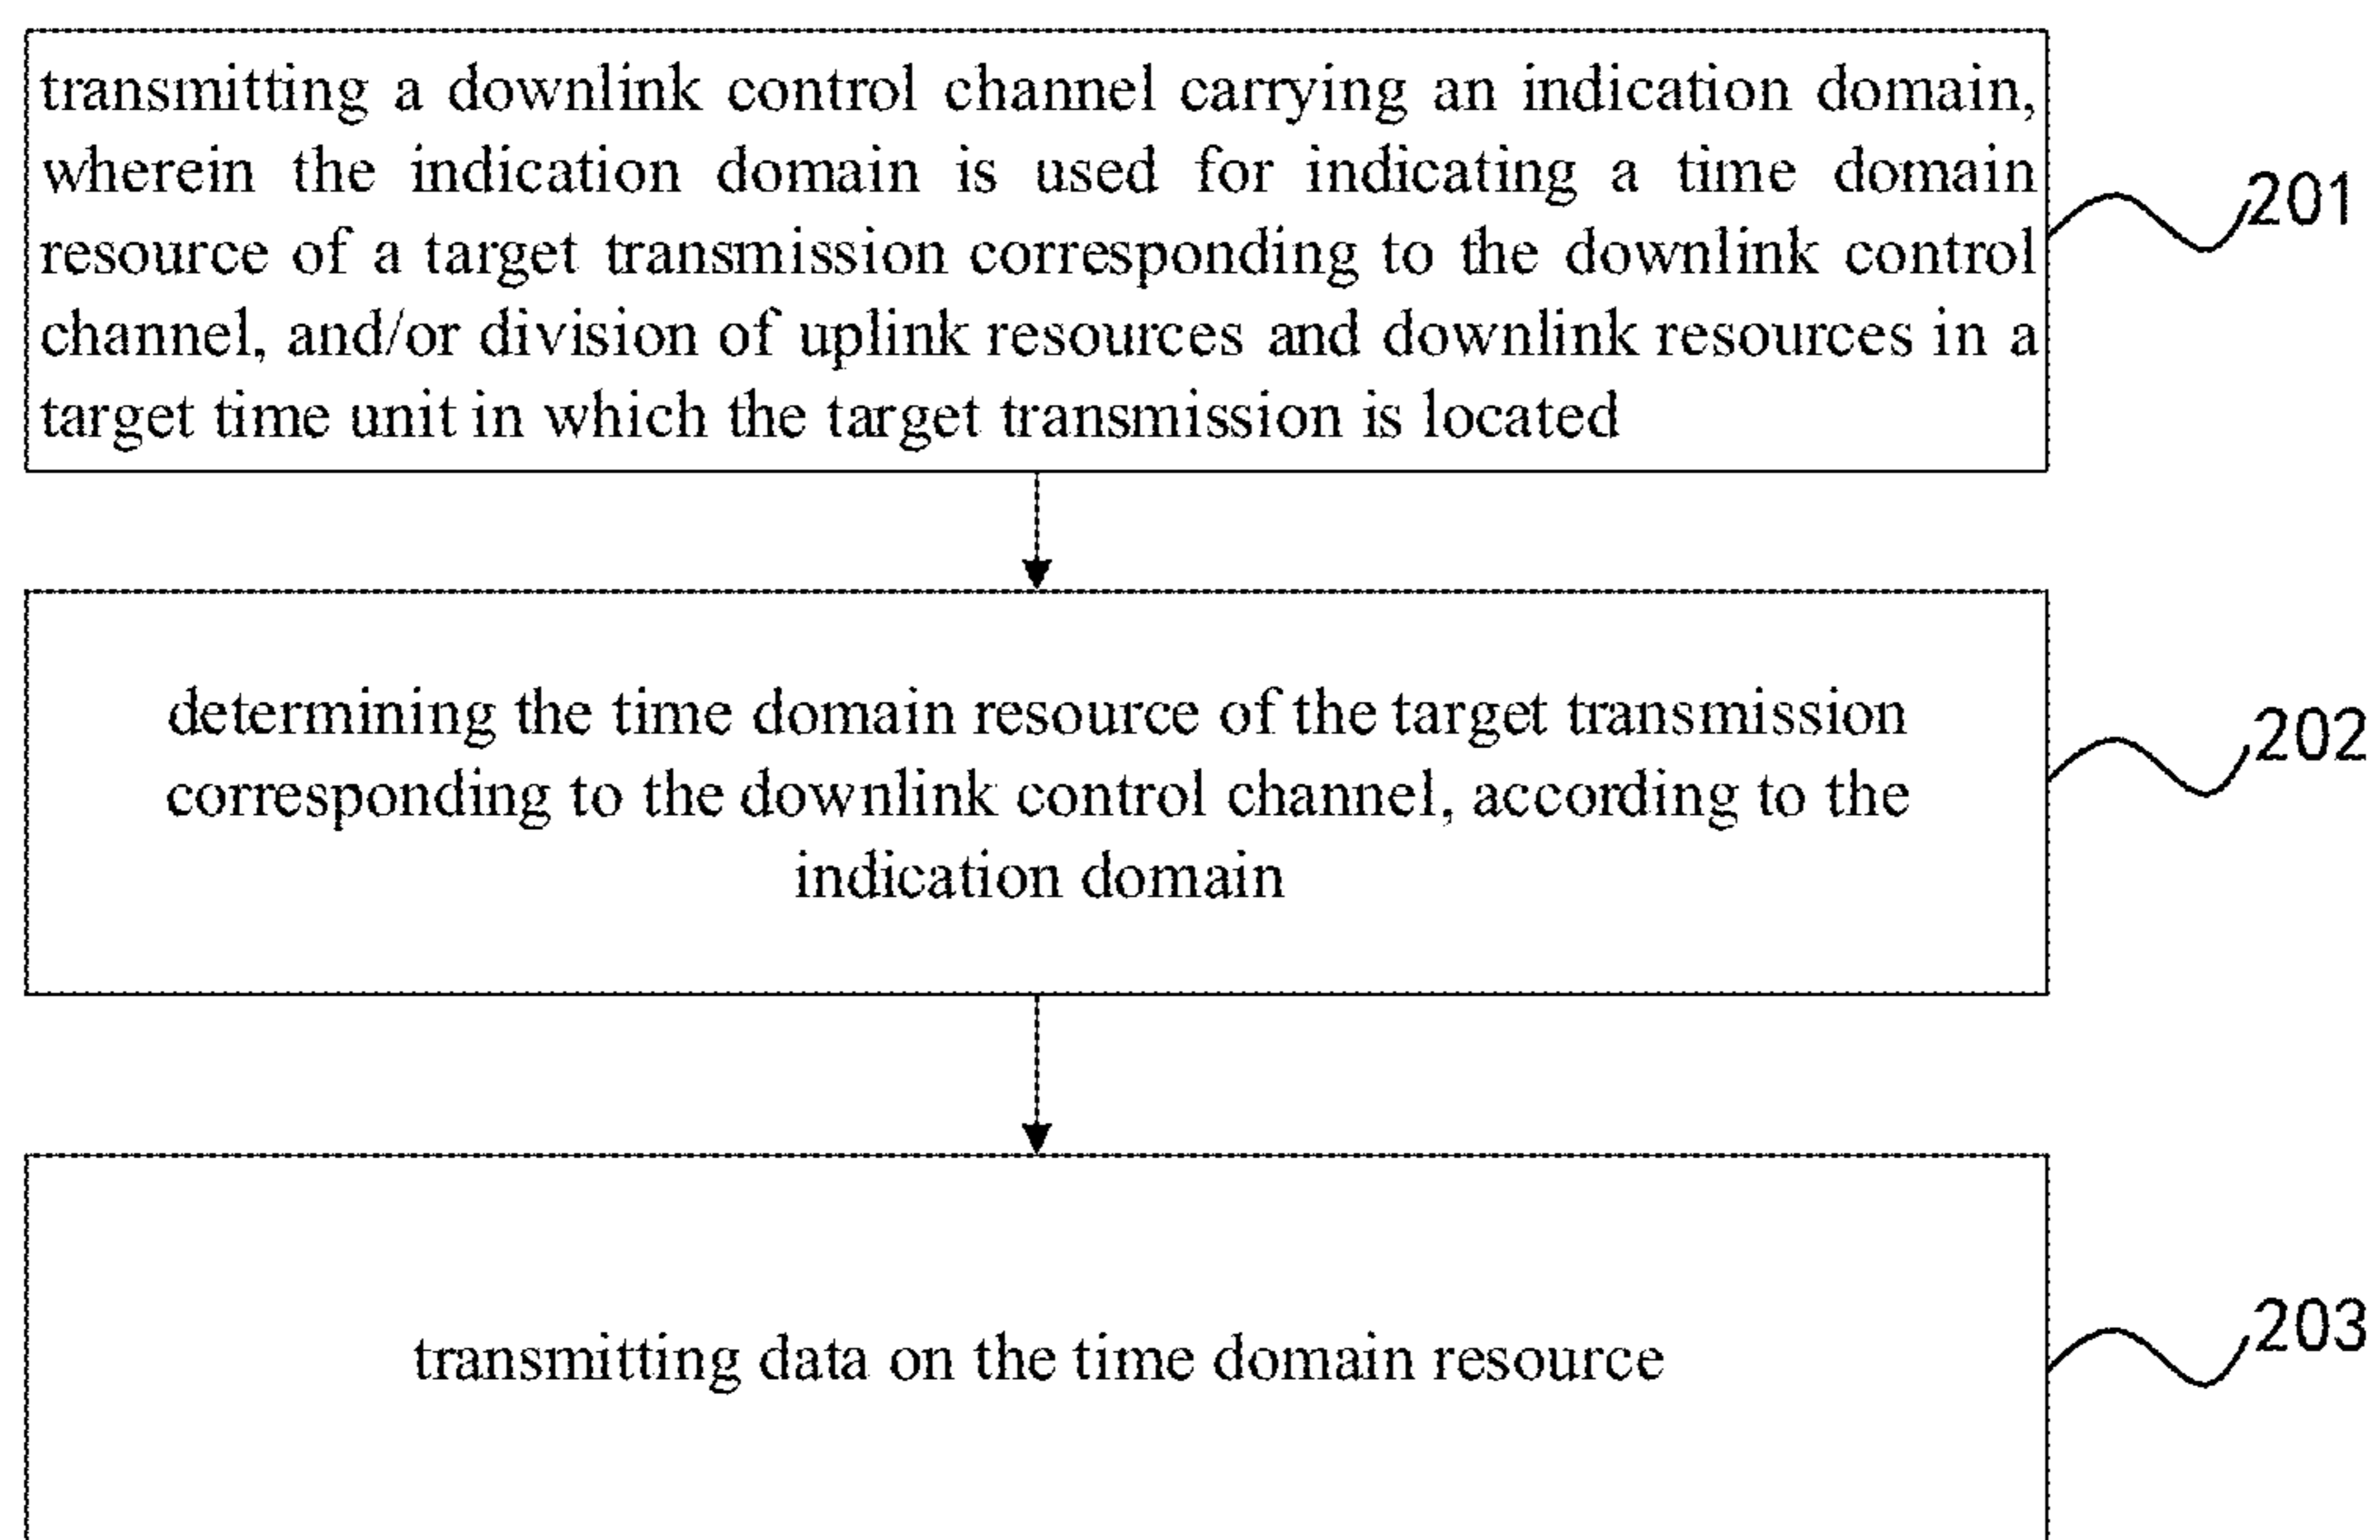 transmitting a downlink control channel carrying an indication domain,
wherein the indication domain is used for indicating a time domain
resource of a target transmission corresponding to the downlink control
channel, and/or division of uplink resources and downlink resources in a
target time unit in which the target transmission is located
201
determining the time domain resource of the target transmission
corresponding to the downlink control channel, according to the
indication domain
202
transmitting data on the time domain resource
203